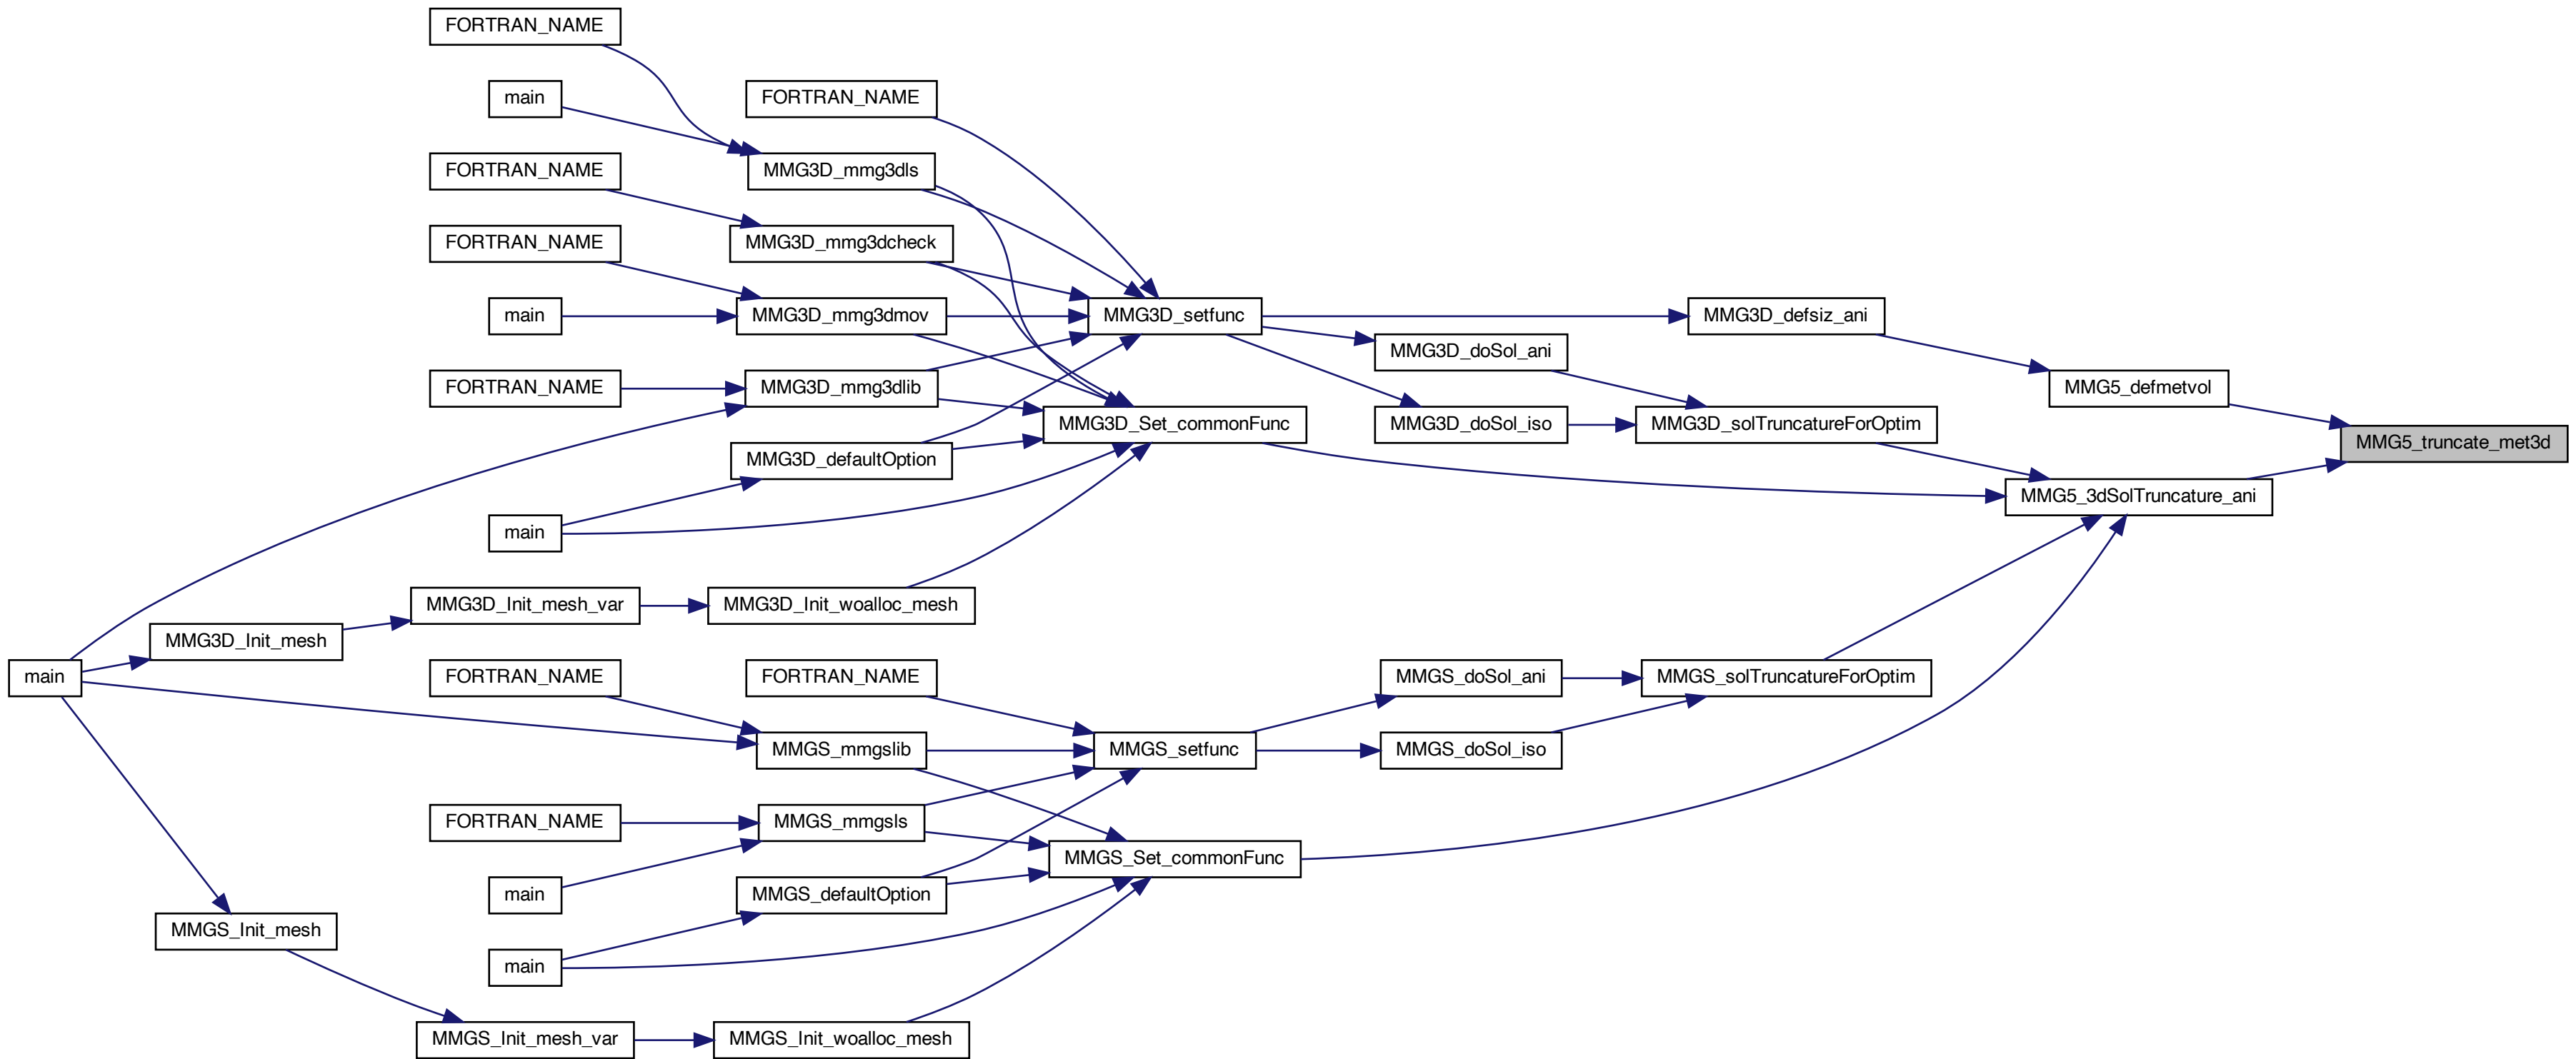 FORTRAN_NAME
main
FORTRAN_NAME
MMG3D_mmg3dls
FORTRAN_NAME
MMG3D_mmg3dcheck
FORTRAN_NAME
main
MMG3D_mmg3dmov
MMG3D_setfunc
MMG3D_defsiz_ani
MMG3D_doSol_ani
FORTRAN_NAME
MMG3D_mmg3dlib
MMG5_defmetvol
MMG3D_Set_commonFunc
MMG3D_doSol_iso
MMG3D_solTruncatureForOptim
MMG5_truncate_met3d
MMG3D_defaultOption
MMG5_3dSolTruncature_ani
main
MMG3D_Init_mesh_var
MMG3D_Init_woalloc_mesh
MMG3D_Init_mesh
main
FORTRAN_NAME
FORTRAN_NAME
MMGS_doSol_ani
MMGS_solTruncatureForOptim
MMGS_mmgslib
MMGS_setfunc
MMGS_doSol_iso
FORTRAN_NAME
MMGS_mmgsls
MMGS_Set_commonFunc
main
MMGS_defaultOption
MMGS_Init_mesh
main
MMGS_Init_mesh_var
MMGS_Init_woalloc_mesh